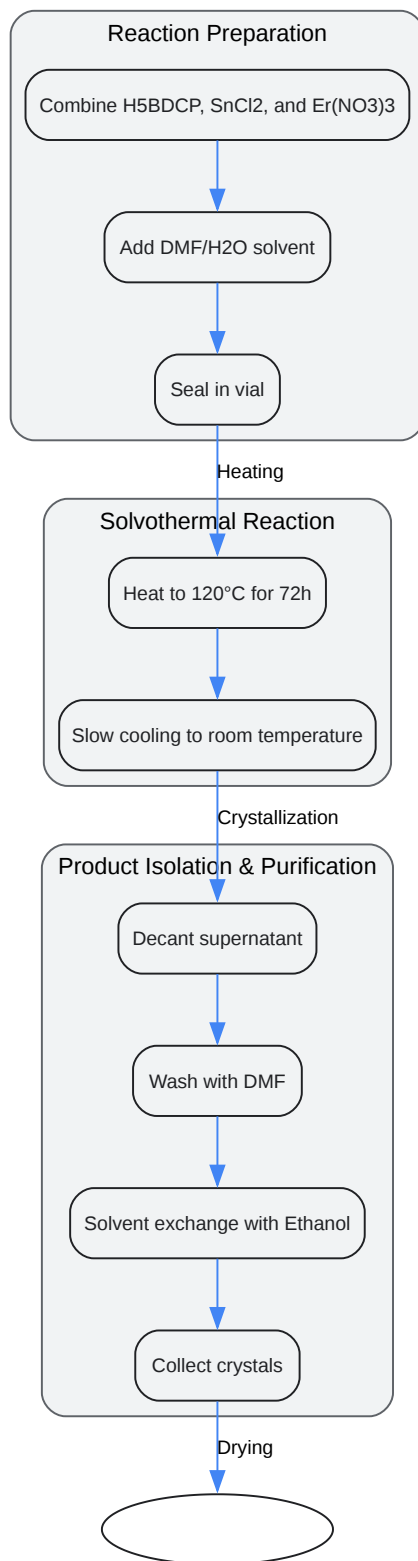 Reaction Preparation
Combine H5BDCP, SnCl2, and Er(NO3)3
Add DMF/H2O solvent
Seal in vial
Heating
Solvothermal Reaction
Heat to 120°C for 72h
Slow cooling to room temperature
Crystallization
Product Isolation & Purification
Decant supernatant
Wash with DMF
Solvent exchange with Ethanol
Collect crystals
Drying